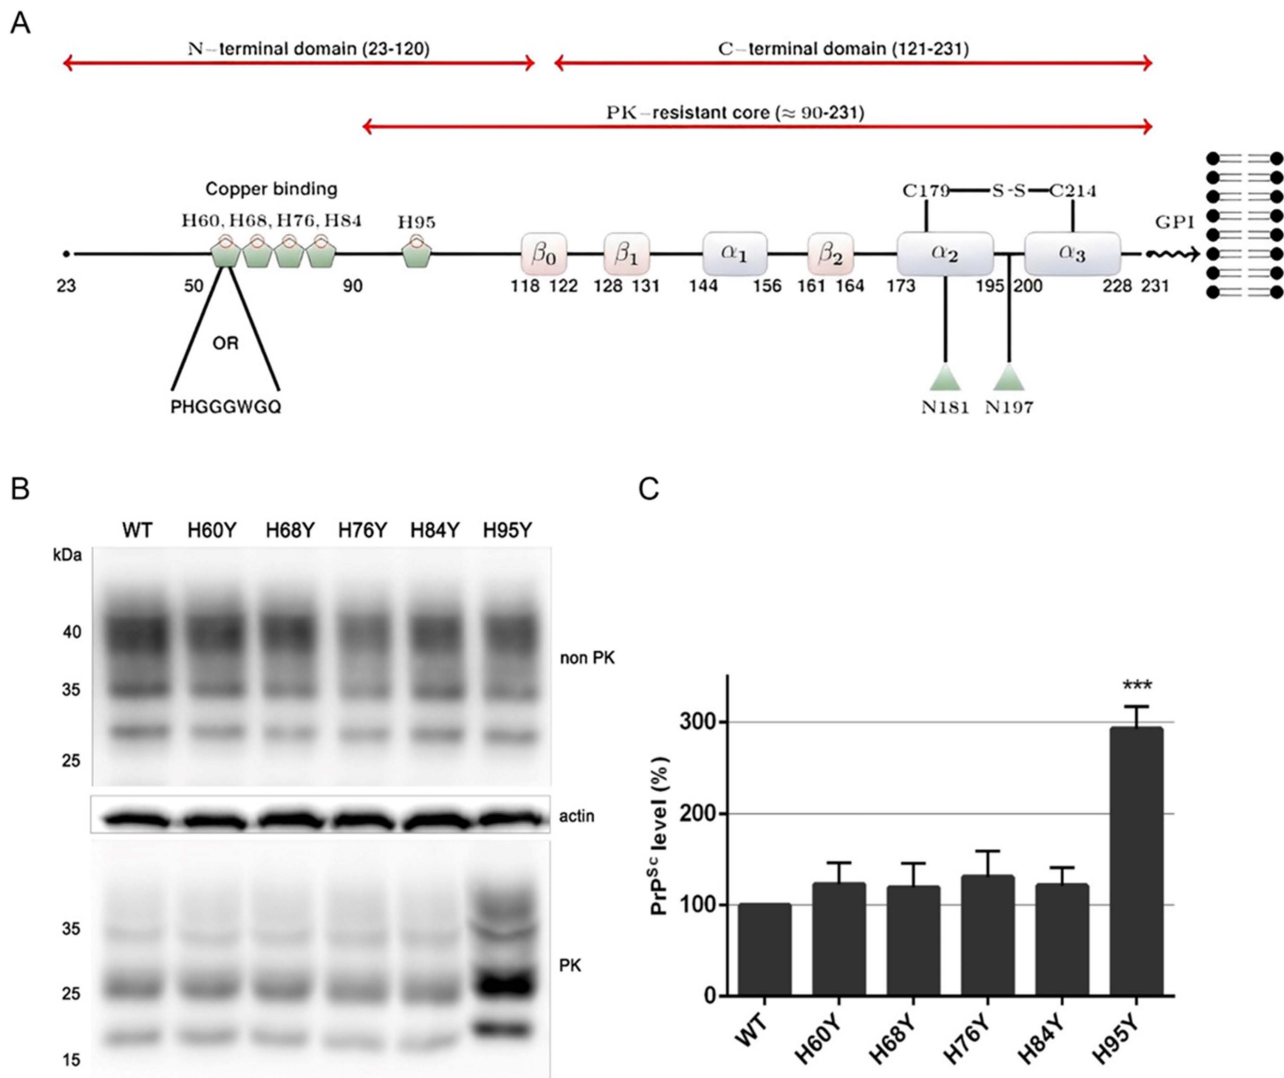 A
N-terminal domain (23-120)
C-terminal domain (121-231)
PK-resistant core (≈ 90-231)
Copper binding
H60, H68, H76, H84
H95
C179
S-S
C214
GPI
β0
β1
α1
β2
α2
α3
23
50
90
118 122
128 131
144 156
161 164
173 195
200 228
231
OR
PHGGGWGQ
N181
N197
B
WT H60Y H68Y H76Y H84Y H95Y
kDa
40
35
25
non PK
actin
35
25
15
PK
C
***
300
200
100
0
PrPSc level (%)
WT
H60Y
H68Y
H76Y
H84Y
H95Y